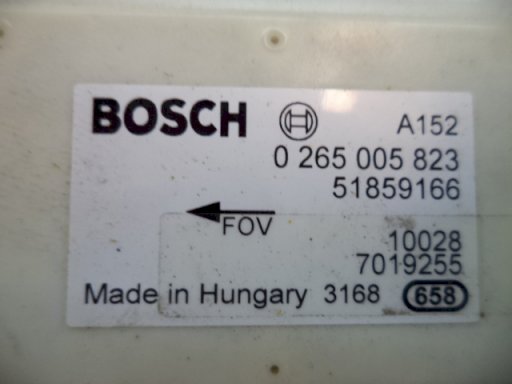 BOSCH
A152
0 265 005 823
51859166
FOV
10028
7019255
Made in Hungary 3168 658